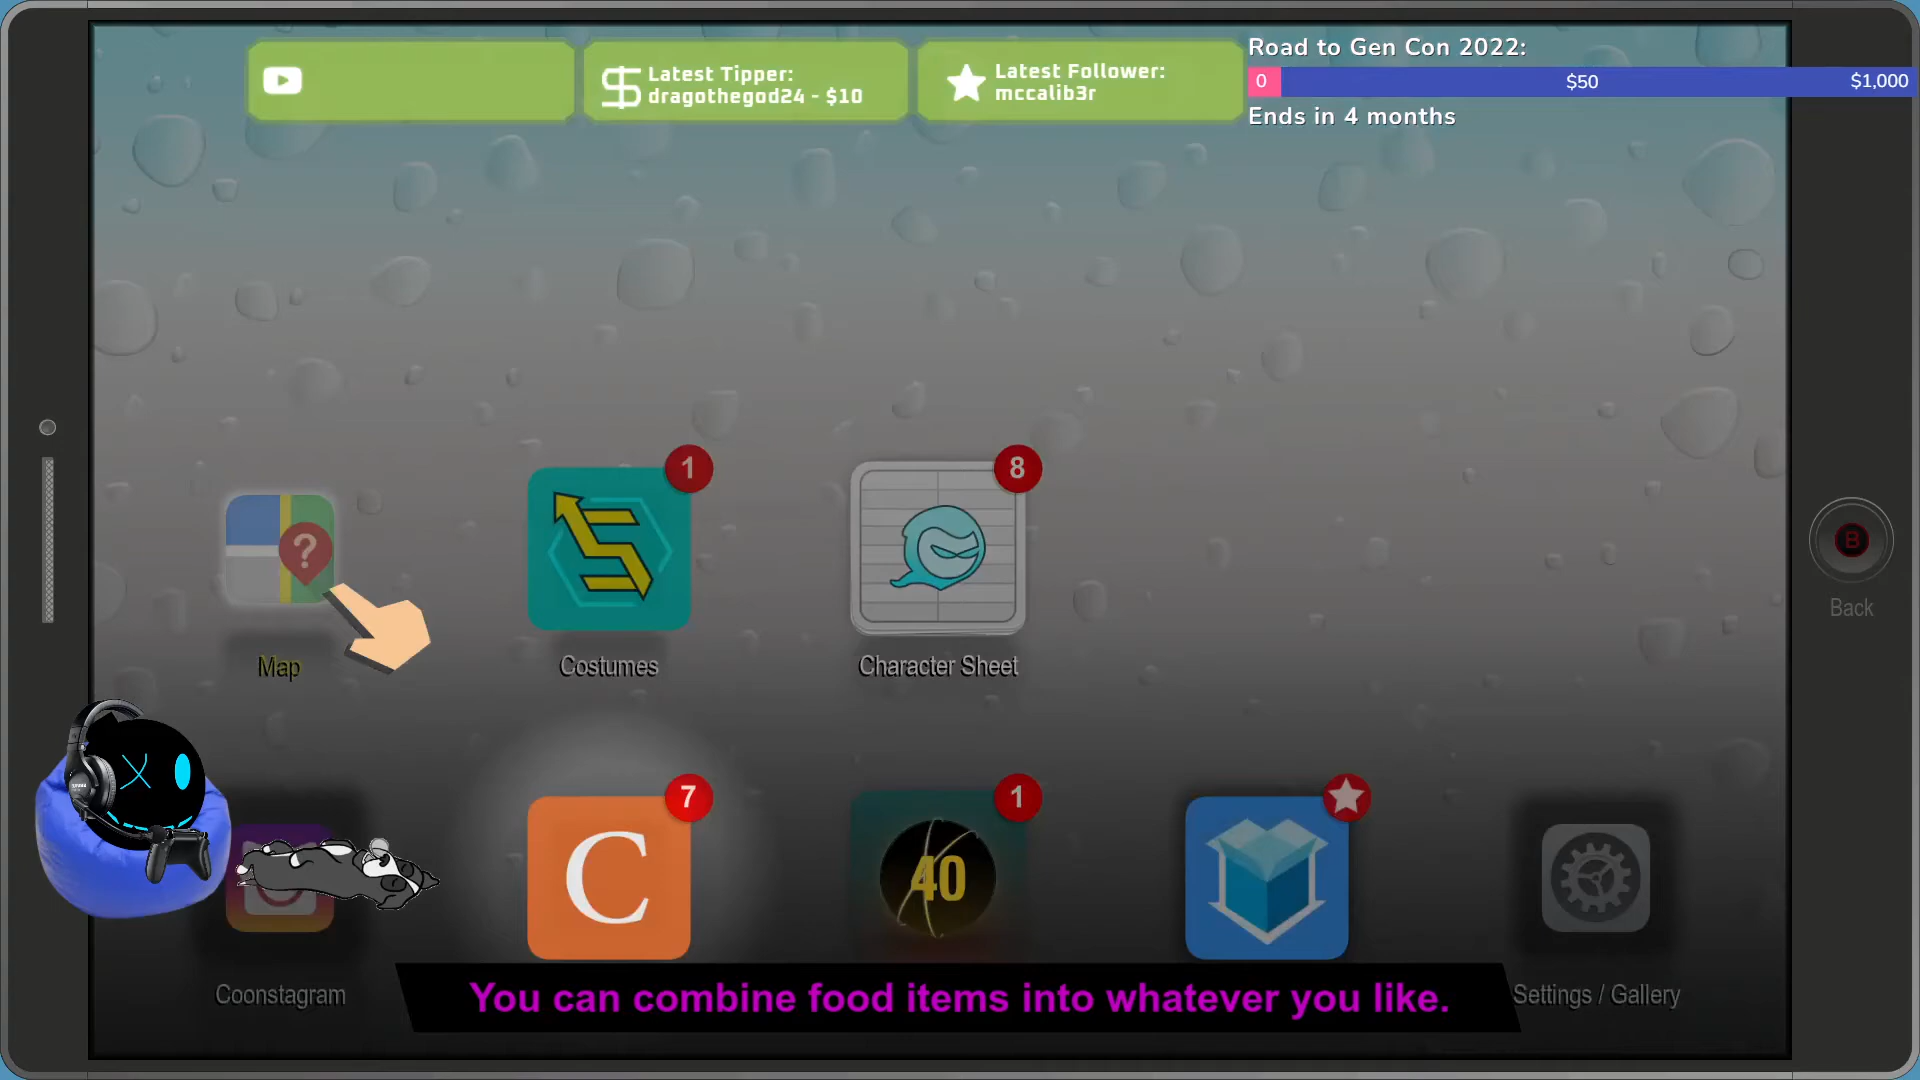 Latest Tipper:
dragothegod24 - $10
Latest Follower:
mccalib3r
Road to Gen Con 2022:
0 $50 $1,000
Ends in 4 months
1
8
?
B
Back
Map
Costumes
Character Sheet
7
1
C
40
Coonstagram
Settings / Gallery
You can combine food items into whatever you like.